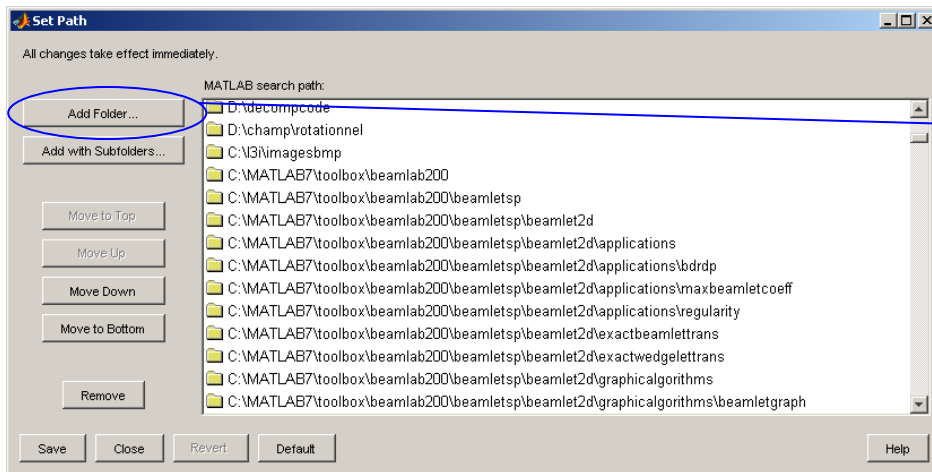 Set Path
All changes take effect immediately.
MATLAB search path:
Add Folder...
Add with Subfolders...
Move to Top
Move Up
Move Down
Move to Bottom
Remove
D:\decompcode
D:\champ\rotationnel
C:\I3i\imagesbmp
C:\MATLAB7\toolbox\beamlab200
C:\MATLAB7\toolbox\beamlab200\beamletsp
C:\MATLAB7\toolbox\beamlab200\beamletsp\beamlet2d
C:\MATLAB7\toolbox\beamlab200\beamletsp\beamlet2d\applications
C:\MATLAB7\toolbox\beamlab200\beamletsp\beamlet2d\applications\bdrdp
C:\MATLAB7\toolbox\beamlab200\beamletsp\beamlet2d\applications\maxbeamletcoeff
C:\MATLAB7\toolbox\beamlab200\beamletsp\beamlet2d\applications\regularity
C:\MATLAB7\toolbox\beamlab200\beamletsp\beamlet2d\exactbeamlettrans
C:\MATLAB7\toolbox\beamlab200\beamletsp\beamlet2d\exactwedgelettrans
C:\MATLAB7\toolbox\beamlab200\beamletsp\beamlet2d\graphicalgorithms
C:\MATLAB7\toolbox\beamlab200\beamletsp\beamlet2d\graphicalgorithms\beamletgraph
Save Close Revert Default Help